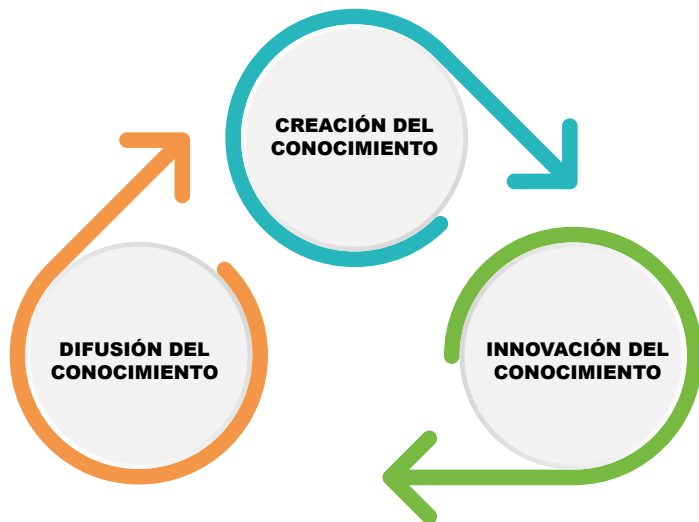 CREACIÓN DEL
CONOCIMIENTO
DIFUSIÓN DEL
CONOCIMIENTO
INNOVACIÓN DEL
CONOCIMIENTO